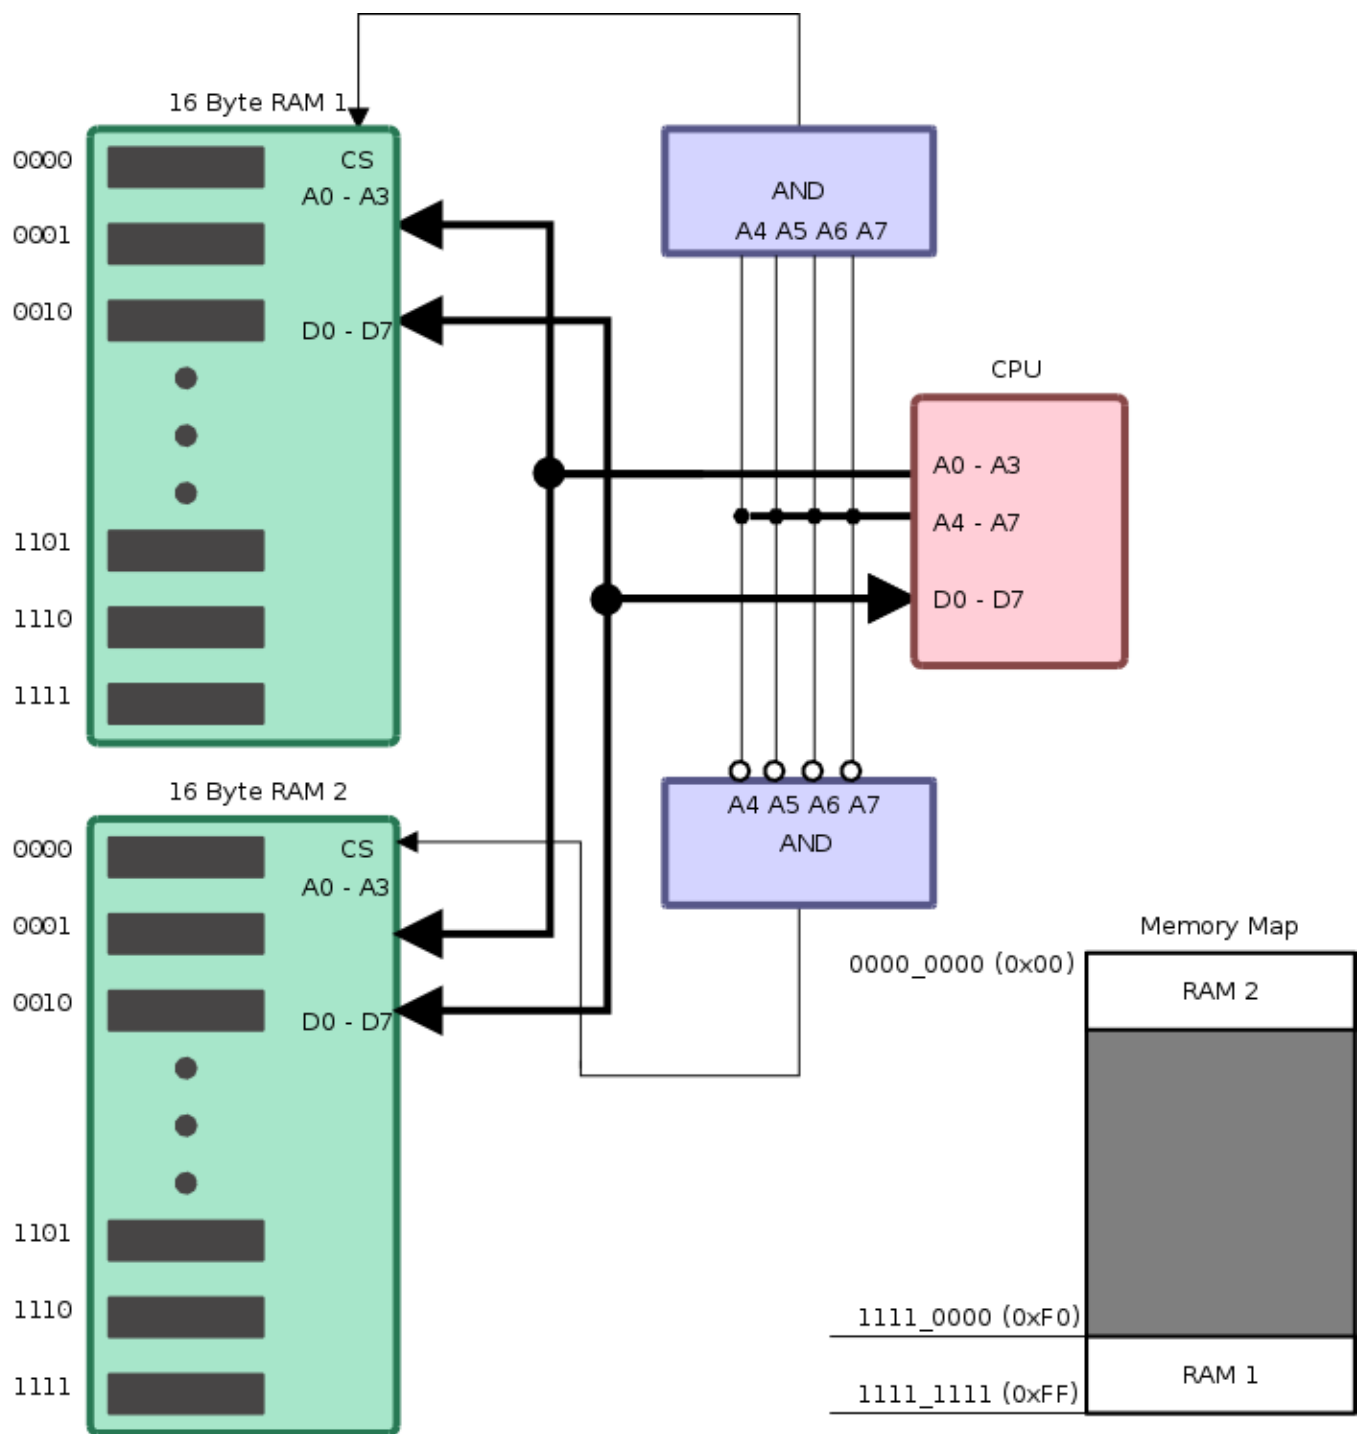 16 Byte RAM 1
0000
0001
0010
1101
1110
1111
CS
A0 - A3
D0 - D7
AND
A4 A5 A6 A7
CPU
A0 - A3
A4 - A7
D0 - D7
16 Byte RAM 2
0000
0001
0010
1101
1110
1111
CS
A0 - A3
D0 - D7
A4 A5 A6 A7
AND
Memory Map
0000_0000 (0x00)
RAM 2
1111_0000 (0xF0)
RAM 1
1111_1111 (0xFF)